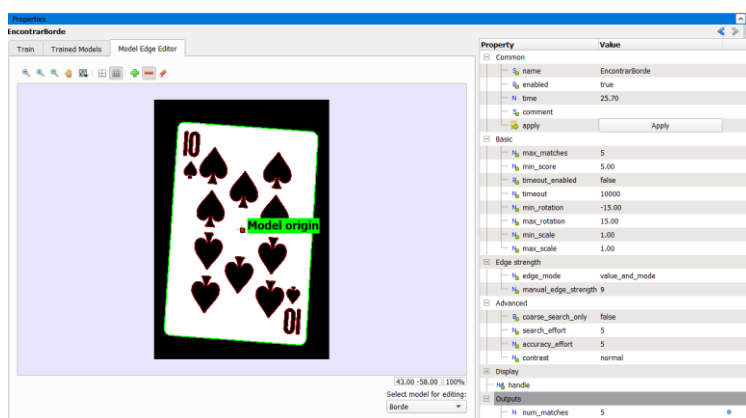 Properties
EncontrarBorde
Train Trained Models Model Edge Editor
10
Model origin
10
43.00 -58.00 100%
Select model for editing:
Borde
Property Value
Common
name EncontrarBorde
enabled true
time 25.70
comment
apply Apply
Basic
max_matches 5
min_score 5.00
timeout_enabled false
timeout 10000
min_rotation -15.00
max_rotation 15.00
min_scale 1.00
max_scale 1.00
Edge strength
edge_mode value_and_mode
manual_edge_strength 9
Advanced
coarse_search_only false
search_effort 5
accuracy_effort 5
contrast normal
Display
handle
Outputs
num_matches 5